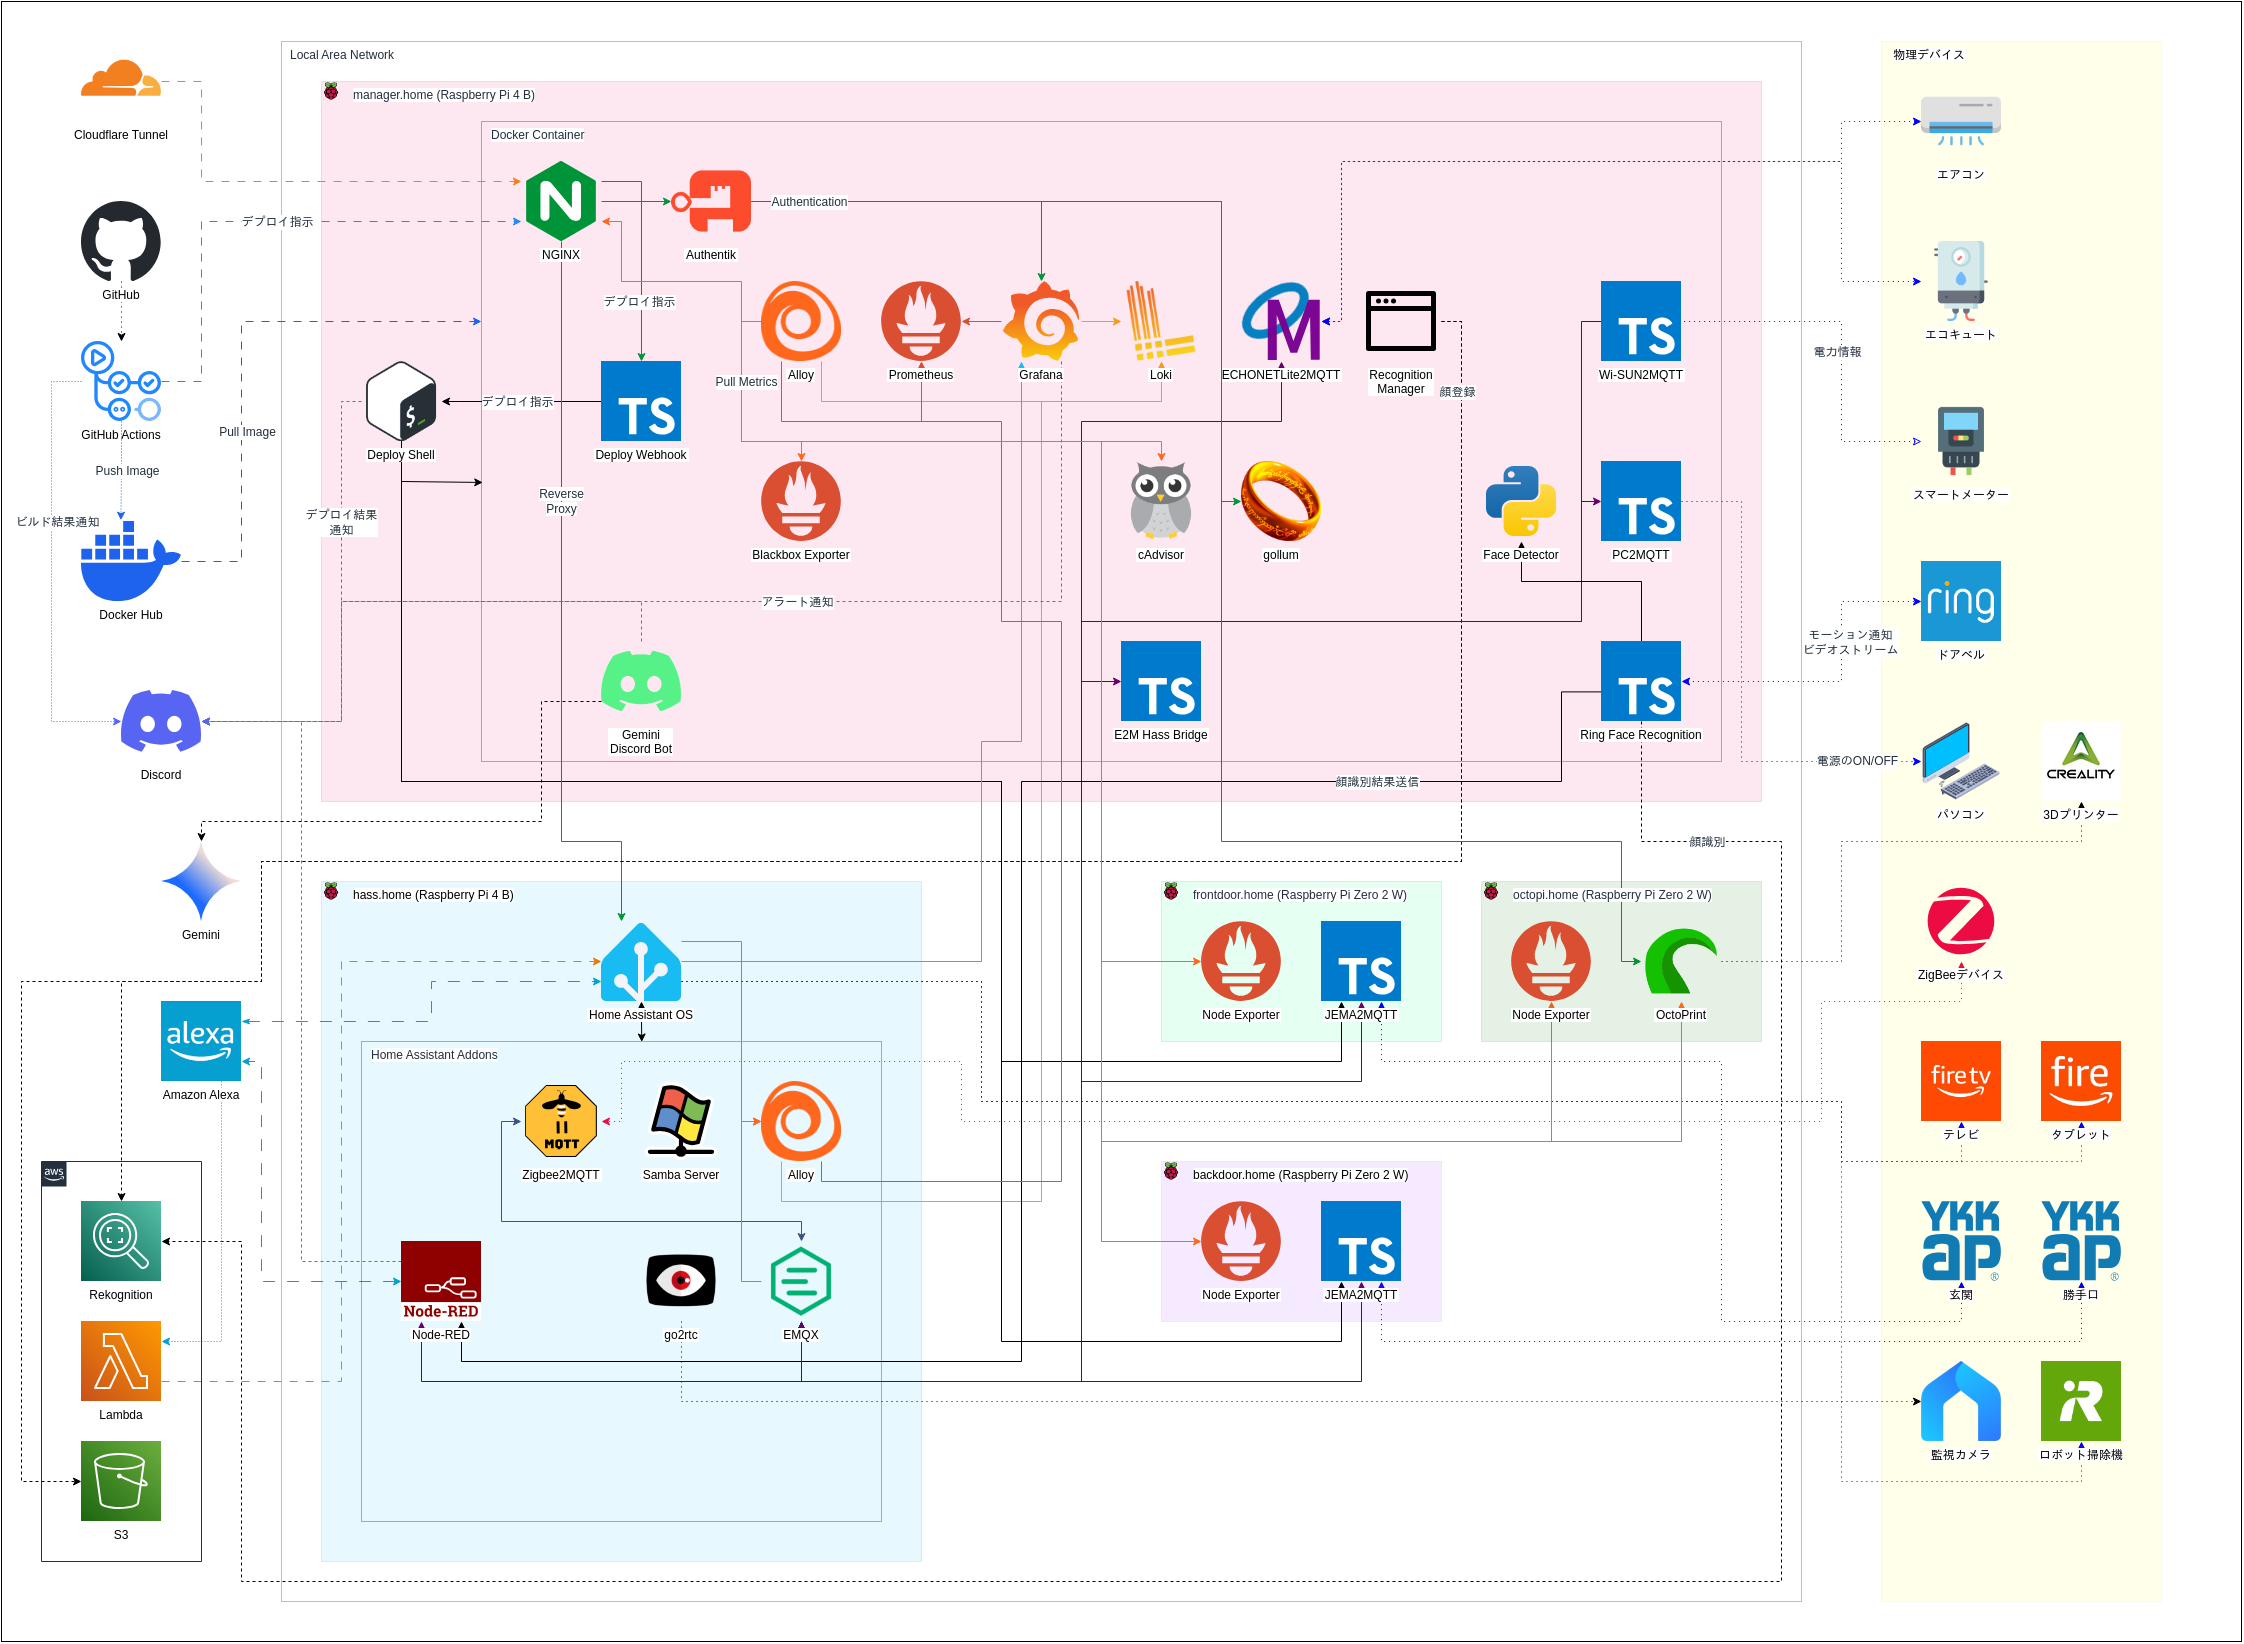 Local Area Network
物理デバイス
manager.home (Raspberry Pi 4 B)
Cloudflare Tunnel
Docker Container
エアコン
Authentication
デプロイ指示
NGINX
Authentik
GitHub
デプロイ指示
M
エコキュート
TS
電力情報
Pull Metrics
Alloy
Prometheus
Grafana
Loki
ECHONETLite2MQTT
Recognition
Manager
顔登録
Wi-SUN2MQTT
$
デプロイ指示
TS
GitHub Actions
Pull Image
Deploy Shell
Deploy Webhook
Push Image
Reverse
Proxy
スマートメーター
デプロイ結果
通知
ビルド結果通知
TS
Blackbox Exporter
cAdvisor
gollum
Face Detector
PC2MQTT
Docker Hub
アラート通知
ring
モーション通知
ビデオストリーム
ドアベル
TS
TS
Gemini
Discord Bot
E2M Hass Bridge
Ring Face Recognition
Discord
顔識別結果送信
電源のON/OFF
CREALITY
パソコン
3Dプリンター
顔識別
hass.home (Raspberry Pi 4 B)
frontdoor.home (Raspberry Pi Zero 2 W)
octopi.home (Raspberry Pi Zero 2 W)
Gemini
TS
ZigBeeデバイス
Home Assistant OS
Node Exporter
JEMA2MQTT
Node Exporter
OctoPrint
alexa
Home Assistant Addons
firetv
fire
Amazon Alexa
MQTT
テレビ
タブレット
aws
Zigbee2MQTT
Samba Server
Alloy
backdoor.home (Raspberry Pi Zero 2 W)
YKK
ap
YKK
ap
TS
Rekognition
Node-RED
Node Exporter
JEMA2MQTT
玄関
勝手口
Node-RED
go2rtc
EMQX
Lambda
監視カメラ
ロボット掃除機
S3